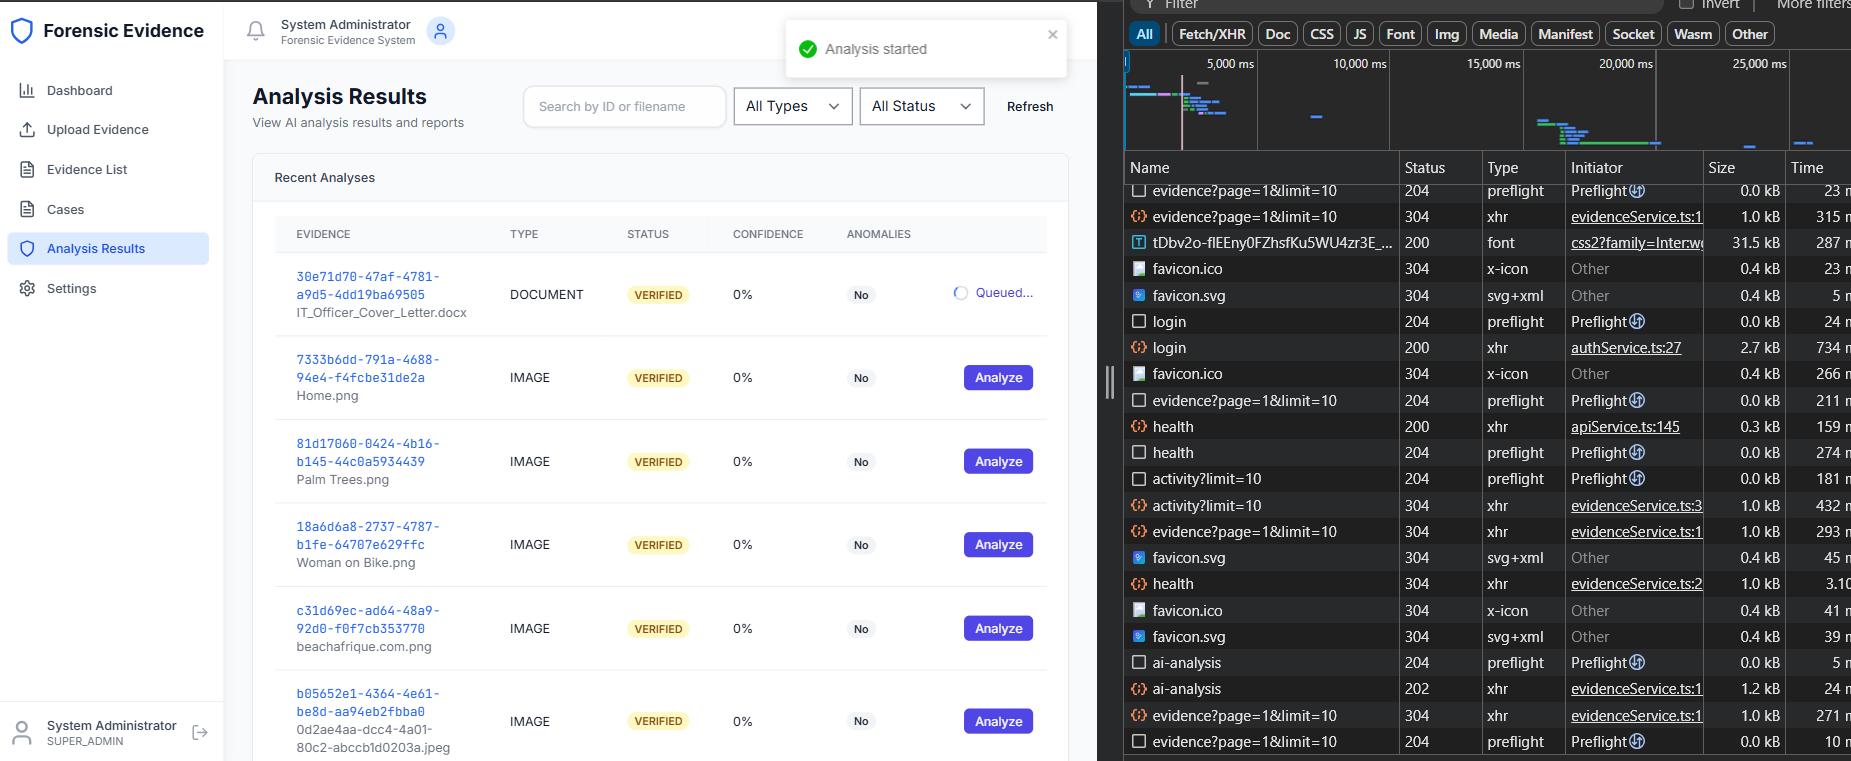 Forensic Evidence
System Administrator
Forensic Evidence System
Analysis started
Dashboard
Upload Evidence
Evidence List
Cases
Analysis Results
Settings
System Administrator
SUPER_ADMIN
Analysis Results
View AI analysis results and reports
Search by ID or filename
All Types
All Status
Refresh
Recent Analyses
EVIDENCE TYPE STATUS CONFIDENCE ANOMALIES
30e71d70-47af-4781-
a9d5-4dd19ba69505
IT_Officer_Cover_Letter.docx
DOCUMENT VERIFIED 0% No Queued...
7333b6dd-791a-4688-
94e4-f4fcbe31de2a
Home.png
IMAGE VERIFIED 0% No Analyze
81d17060-0424-4b16-
b145-44c0a5934439
Palm Trees.png
IMAGE VERIFIED 0% No Analyze
18a6d6a8-2737-4787-
b1fe-64707e629ffc
Woman on Bike.png
IMAGE VERIFIED 0% No Analyze
c31d69ec-ad64-48a9-
92d0-f0f7cb353770
beachafrique.com.png
IMAGE VERIFIED 0% No Analyze
b05652e1-4364-4e61-
be8d-aa94eb2fbba0
0d2ae4aa-dcc4-4a01-
80c2-abccb1d0203a.jpeg
IMAGE VERIFIED 0% No Analyze
Filter Invert More filters
All Fetch/XHR Doc CSS JS Font Img Media Manifest Socket Wasm Other
5,000 ms 10,000 ms 15,000 ms 20,000 ms 25,000 ms
Name Status Type Initiator Size Time
evidence?page=1&limit=10 204 preflight Preflight 0.0 kB 23 m
evidence?page=1&limit=10 304 xhr evidenceService.ts:1 1.0 kB 315 m
tDbv2o-flEEny0FZhsfKu5WU4zr3E_... 200 font css2?family=Inter:wg 31.5 kB 287 m
favicon.ico 304 x-icon Other 0.4 kB 23 m
favicon.svg 304 svg+xml Other 0.4 kB 5 m
login 204 preflight Preflight 0.0 kB 24 m
login 200 xhr authService.ts:27 2.7 kB 734 m
favicon.ico 304 x-icon Other 0.4 kB 266 m
evidence?page=1&limit=10 204 preflight Preflight 0.0 kB 211 m
health 200 xhr apiService.ts:145 0.3 kB 159 m
health 204 preflight Preflight 0.0 kB 274 m
activity?limit=10 204 preflight Preflight 0.0 kB 181 m
activity?limit=10 304 xhr evidenceService.ts:3 1.0 kB 432 m
evidence?page=1&limit=10 304 xhr evidenceService.ts:1 1.0 kB 293 m
favicon.svg 304 svg+xml Other 0.4 kB 45 m
health 304 xhr evidenceService.ts:2 1.0 kB 3.10
favicon.ico 304 x-icon Other 0.4 kB 41 m
favicon.svg 304 svg+xml Other 0.4 kB 39 m
ai-analysis 204 preflight Preflight 0.0 kB 5 m
ai-analysis 202 xhr evidenceService.ts:1 1.2 kB 24 m
evidence?page=1&limit=10 304 xhr evidenceService.ts:1 1.0 kB 271 m
evidence?page=1&limit=10 204 preflight Preflight 0.0 kB 10 m